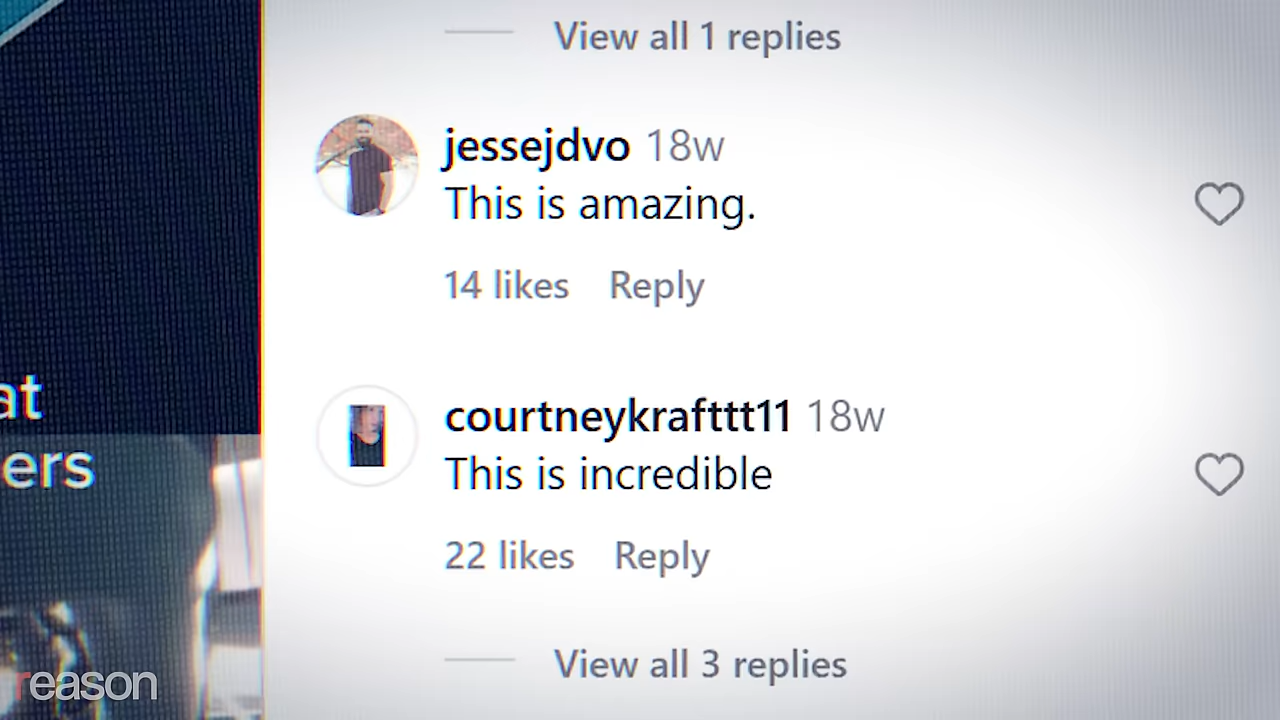 View all 1 replies
jessejdvo 18w
This is amazing.
14 likes Reply
at
courtneykrafttt11 18w
This is incredible
ers
22 likes Reply
View all 3 replies
reason